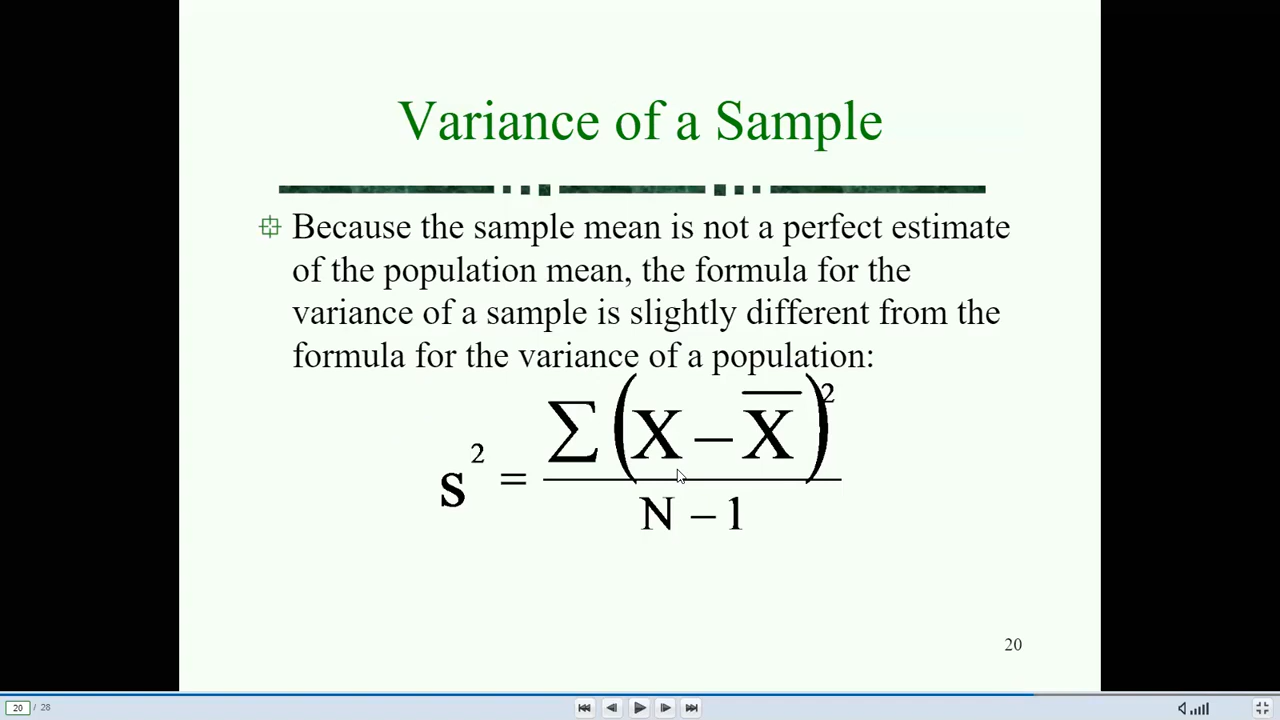 Variance of a Sample
Because the sample mean is not a perfect estimate
of the population mean, the formula for the
variance of a sample is slightly different from the
formula for the variance of a population:
s² = ∑ (X – X̅)² / N – 1
20
20 / 28